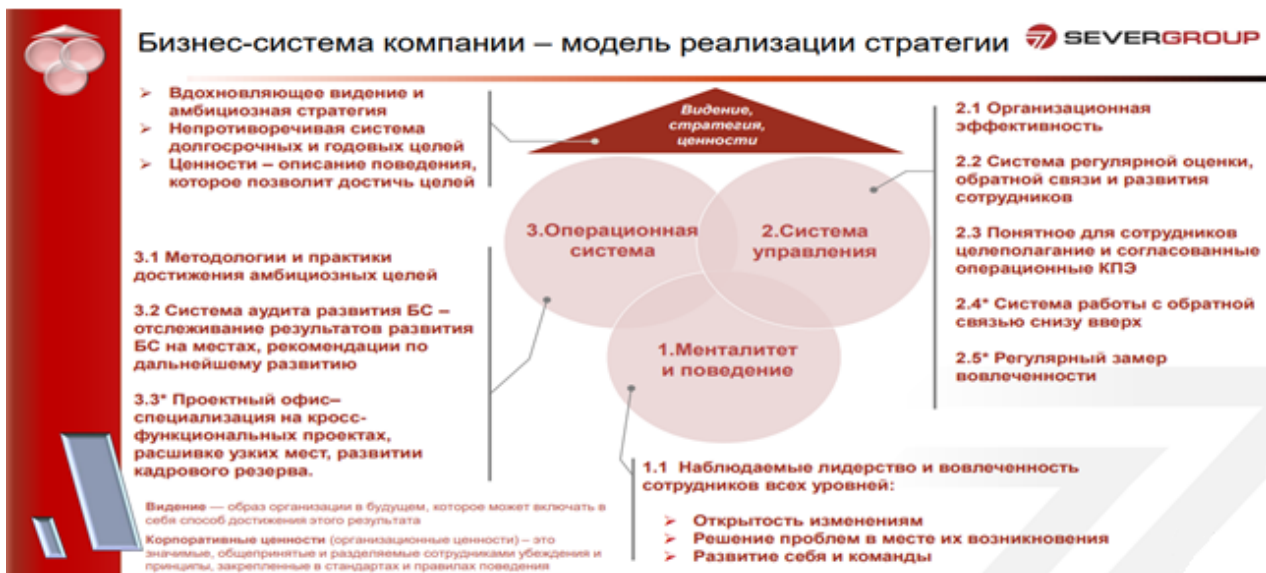 Бизнес-система компании – модель реализации стратегии
SEVERGROUP
Вдохновляющее видение и
амбициозная стратегия
Непротиворечивая система
долгосрочных и годовых целей
Ценности – описание поведения,
которое позволит достичь целей
Видение,
стратегия,
ценности
3.Операционная
система
2.Система
управления
1.Менталитет
и поведение
2.1 Организационная
эффективность
2.2 Система регулярной оценки,
обратной связи и развития
сотрудников
2.3 Понятное для сотрудников
целеполагание и согласованные
операционные КПЭ
2.4* Система работы с обратной
связью снизу вверх
2.5* Регулярный замер
вовлеченности
3.1 Методологии и практики
достижения амбициозных целей
3.2 Система аудита развития БС –
отслеживание результатов развития
БС на местах, рекомендации по
дальнейшему развитию
3.3* Проектный офис–
специализация на кросс-
функциональных проектах,
расшивке узких мест, развитии
кадрового резерва.
1.1 Наблюдаемые лидерство и вовлеченность
сотрудников всех уровней:
Открытость изменениям
Решение проблем в месте их возникновения
Развитие себя и команды
Видение — образ организации в будущем, которое может включать в
себя способ достижения этого результата
Корпоративные ценности (организационные ценности) – это
значимые, общепринятые и разделяемые сотрудниками убеждения и
принципы, закрепленные в стандартах и правилах поведения